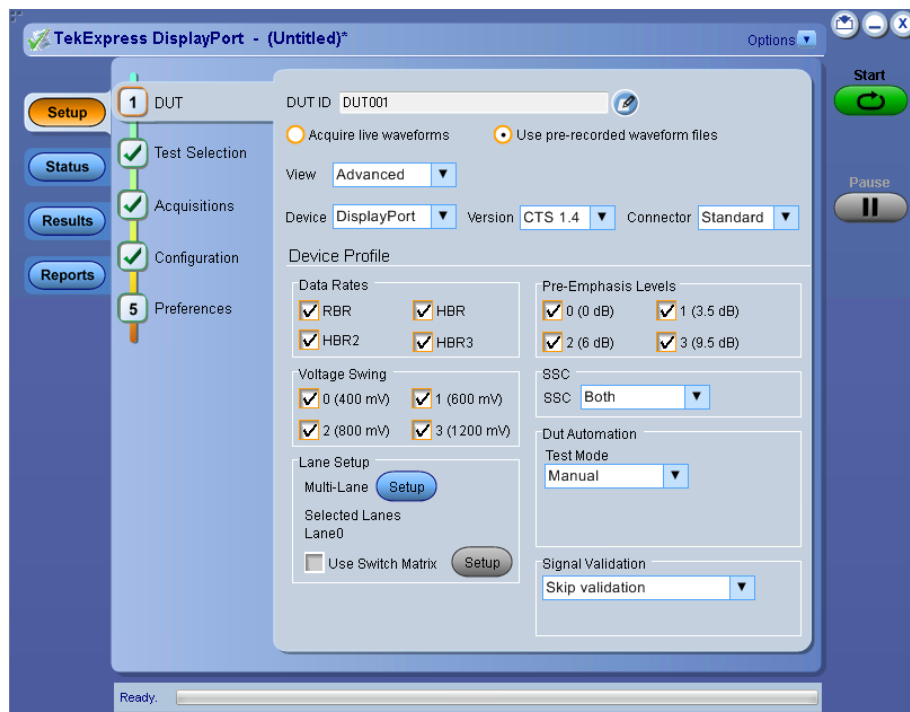 TekExpress DisplayPort - (Untitled)*
Options
Start
Pause
Setup
Status
Results
Reports
1 DUT
Test Selection
Acquisitions
Configuration
5 Preferences
DUT ID DUT001
Acquire live waveforms Use pre-recorded waveform files
View Advanced
Device DisplayPort Version CTS 1.4 Connector Standard
Device Profile
Data Rates
RBR HBR
HBR2 HBR3
Pre-Emphasis Levels
0 (0 dB) 1 (3.5 dB)
2 (6 dB) 3 (9.5 dB)
Voltage Swing
0 (400 mV) 1 (600 mV)
2 (800 mV) 3 (1200 mV)
SSC
SSC Both
Lane Setup
Multi-Lane Setup
Selected Lanes
Lane0
Use Switch Matrix Setup
Dut Automation
Test Mode
Manual
Signal Validation
Skip validation
Ready.